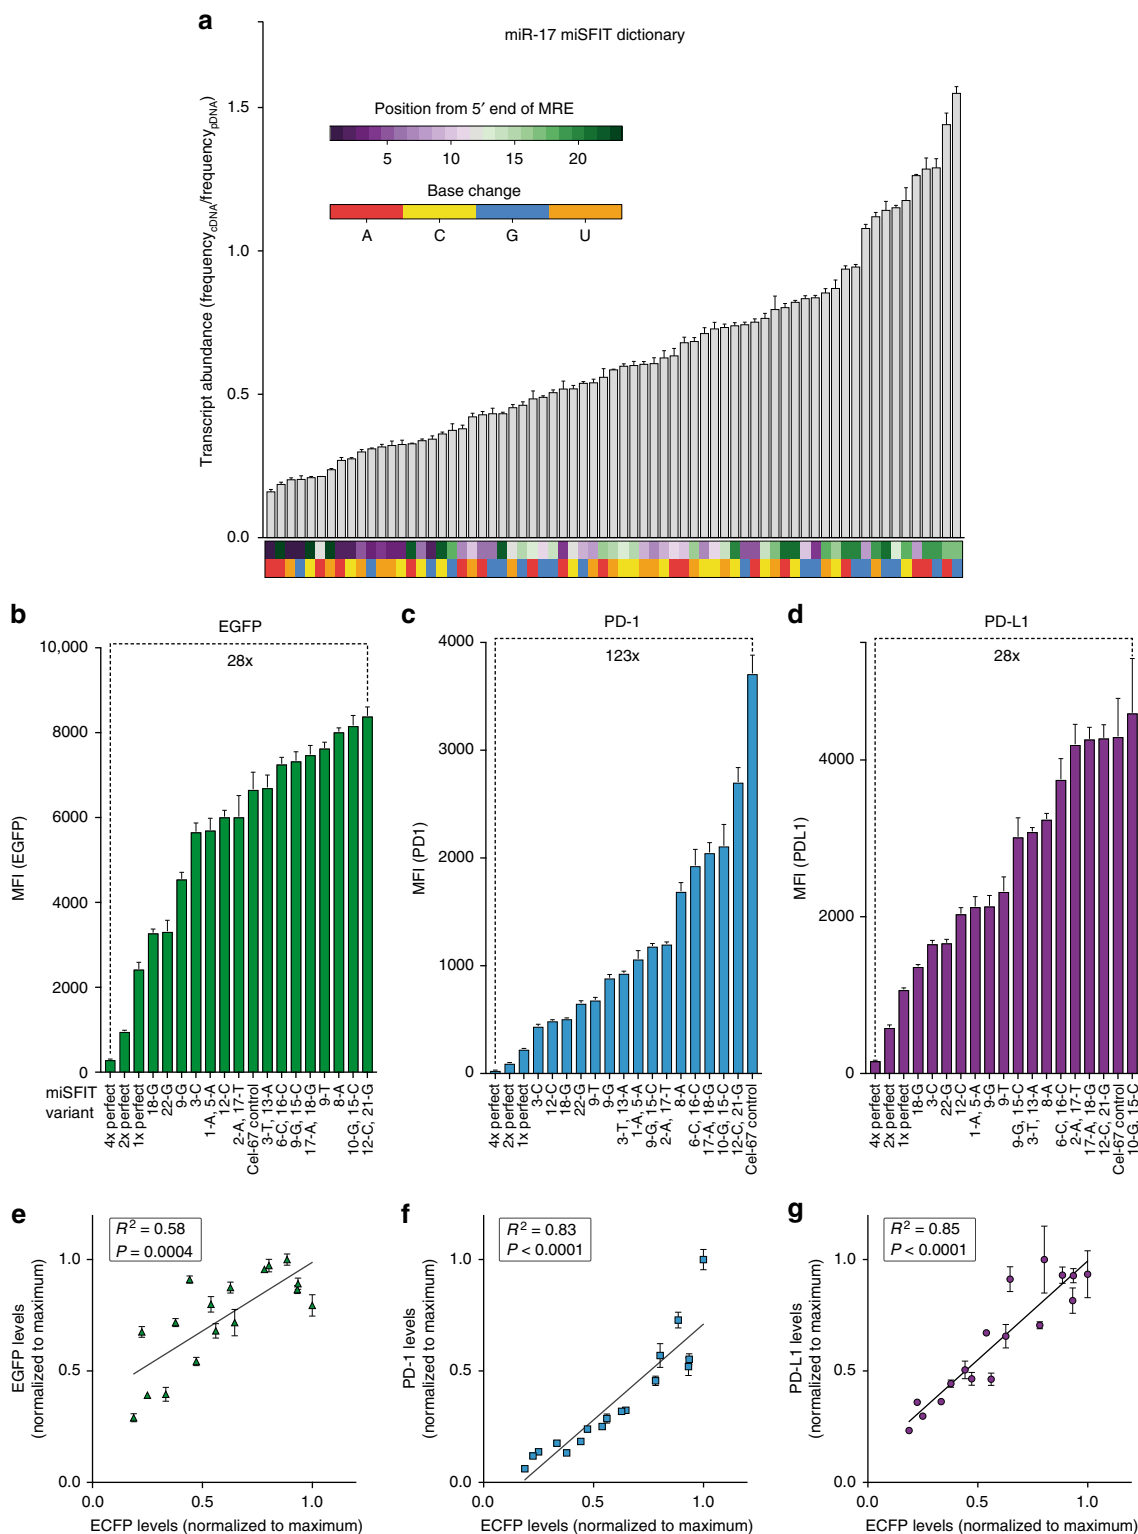 a
miR-17 miSFIT dictionary
Transcript abundance (frequencycDNA/frequencypDNA)
1.5
1.0
0.5
0.0
Position from 5′ end of MRE
5 10 15 20
Base change
A C G U
b
EGFP
28x
MFI (EGFP)
10,000
8000
6000
4000
2000
0
miSFIT
variant
4x perfect
2x perfect
1x perfect
18-G
22-G
9-G
3-C
1-A, 5-A
12-C
2-A, 17-T
Cel-67 control
3-T, 13-A
6-C, 16-C
9-G, 15-C
17-A, 18-G
9-T
8-A
10-G, 15-C
12-C, 21-G
c
PD-1
123x
MFI (PD1)
4000
3000
2000
1000
0
4x perfect
2x perfect
1x perfect
3-C
12-C
18-G
22-G
9-T
9-G
3-T, 13-A
1-A, 5-A
9-G, 15-C
2-A, 17-T
8-A
6-C, 16-C
17-A, 18-G
10-G, 15-C
12-C, 21-G
Cel-67 control
d
PD-L1
28x
MFI (PDL1)
4000
2000
0
4x perfect
2x perfect
1x perfect
18-G
3-C
22-G
12-C
1-A, 5-A
9-G
9-T
9-G, 15-C
3-T, 13-A
8-A
6-C, 16-C
2-A, 17-T
17-A, 18-G
12-C, 21-G
Cel-67 control
10-G, 15-C
e
R² = 0.58
P = 0.0004
EGFP levels
(normalized to maximum)
1.0
0.5
0.0
0.0 0.5 1.0
ECFP levels (normalized to maximum)
f
R² = 0.83
P < 0.0001
PD-1 levels
(normalized to maximum)
1.0
0.5
0.0
0.0 0.5 1.0
ECFP levels (normalized to maximum)
g
R² = 0.85
P < 0.0001
PD-L1 levels
(normalized to maximum)
1.0
0.5
0.0
0.0 0.5 1.0
ECFP levels (normalized to maximum)